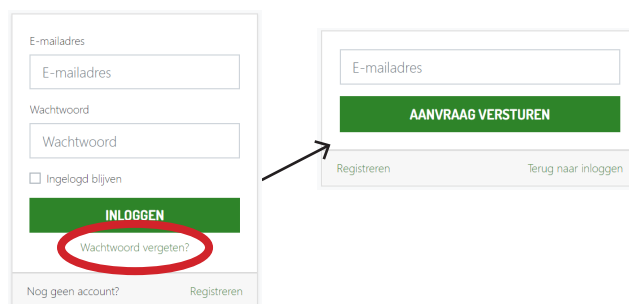 E-mailadres
E-mailadres
Wachtwoord
Wachtwoord
Ingelogd blijven
INLOGGEN
Wachtwoord vergeten?
Nog geen account? Registreren
E-mailadres
AANVRAAG VERSTUREN
Registreren Terug naar inloggen